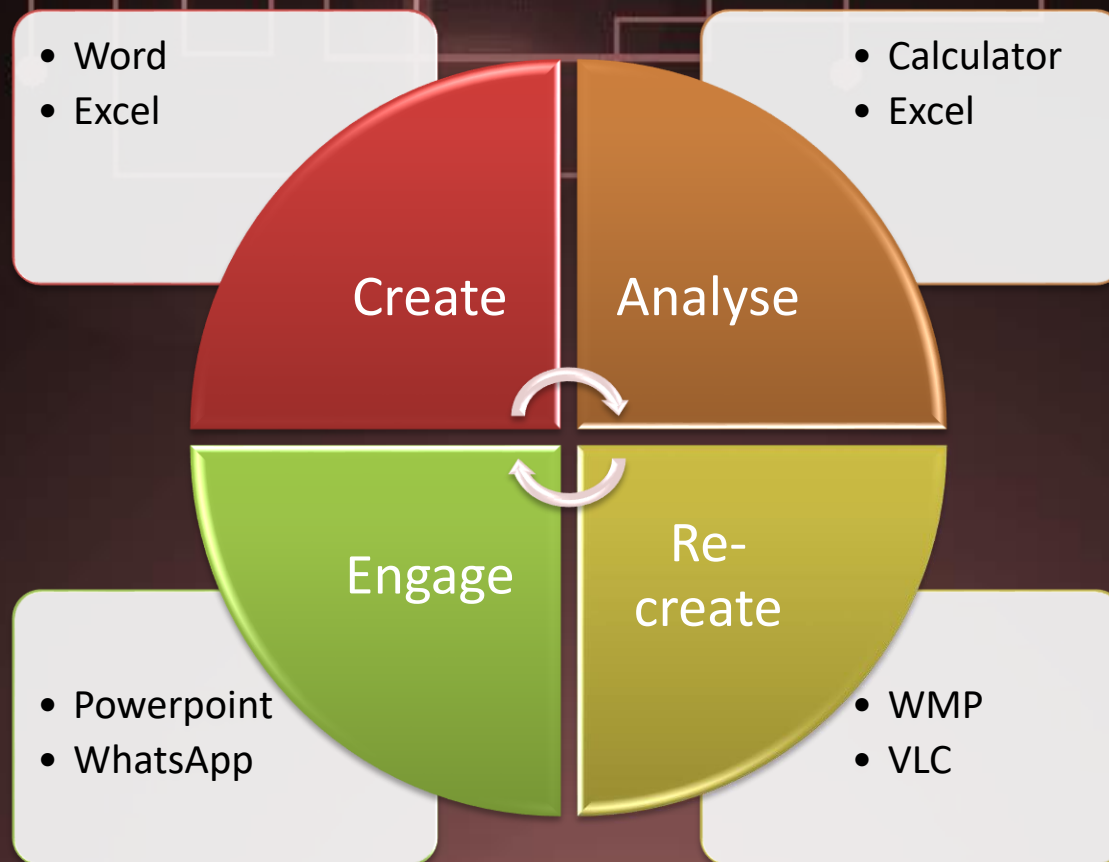 • Word
• Excel
• Calculator
• Excel
Create
Analyse
Engage
Re-
create
• Powerpoint
• WhatsApp
• WMP
• VLC